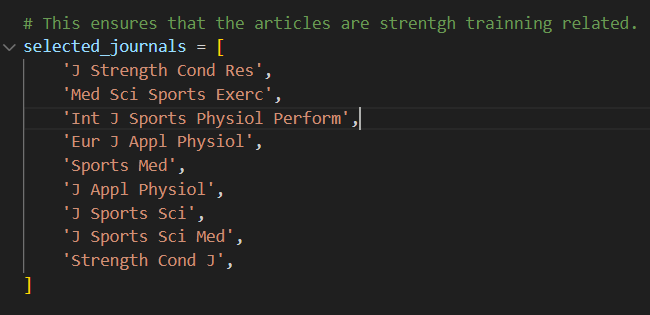 # This ensures that the articles are strentgh trainning related.
selected_journals = [
'J Strength Cond Res',
'Med Sci Sports Exerc',
'Int J Sports Physiol Perform',
'Eur J Appl Physiol',
'Sports Med',
'J Appl Physiol',
'J Sports Sci',
'J Sports Sci Med',
'Strength Cond J',
]